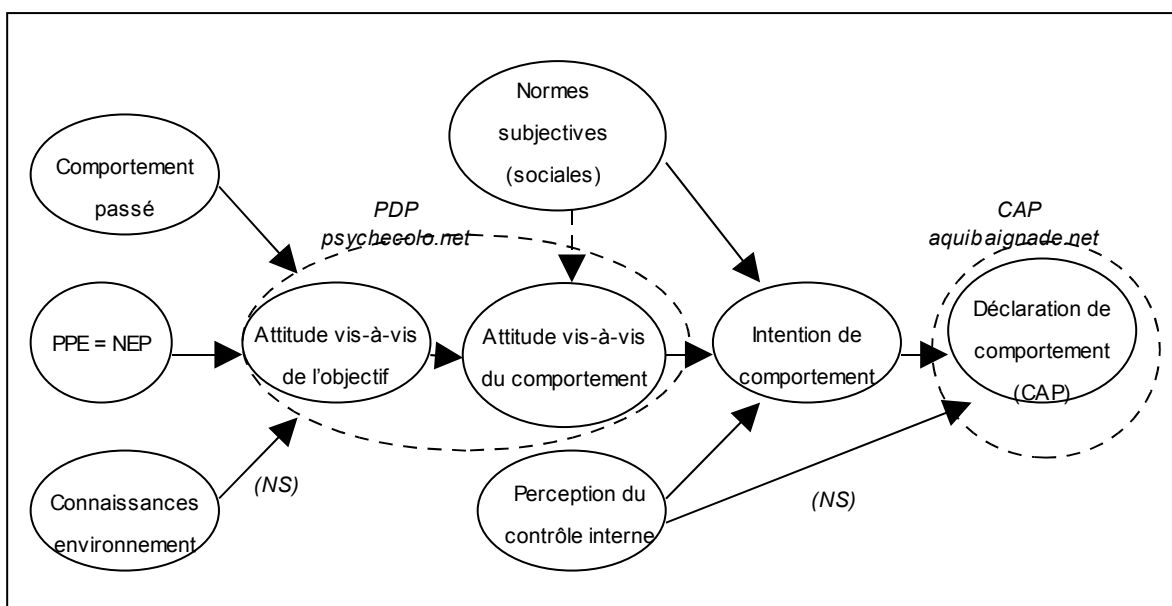 Normes
subjectives
(sociales)
Comportement
passé
PDP
psychecolo.net
CAP
aquibaignade.net
PPE = NEP
Attitude vis-à-vis
de l'objectif
Attitude vis-à-vis
du comportement
Intention de
comportement
Déclaration de
comportement
(CAP)
(NS)
Connaissances
environnement
Perception du
contrôle interne
(NS)